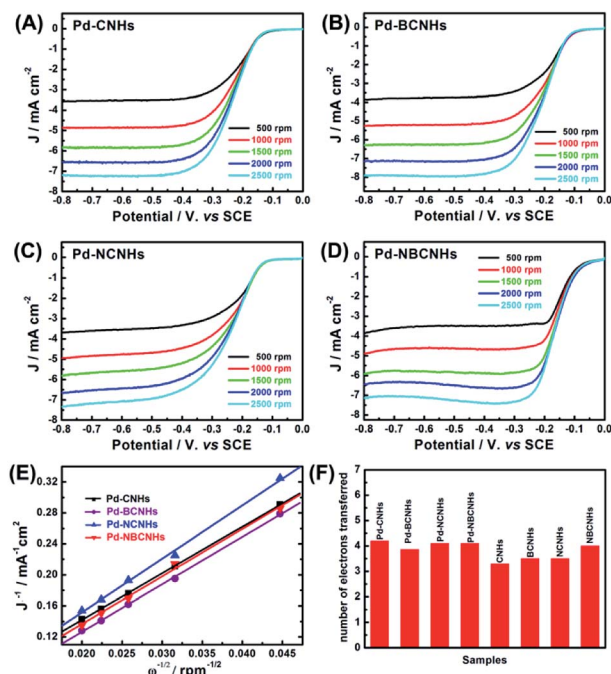 (A)
Pd-CNHs
J / mA cm-2
0
-1
-2
-3
-4
-5
-6
-7
-8
500 rpm
1000 rpm
1500 rpm
2000 rpm
2500 rpm
-0.8 -0.7 -0.6 -0.5 -0.4 -0.3 -0.2 -0.1 0.0
Potential / V. vs SCE
(B)
Pd-BCNHs
J / mA cm-2
0
-1
-2
-3
-4
-5
-6
-7
-8
500 rpm
1000 rpm
1500 rpm
2000 rpm
2500 rpm
-0.8 -0.7 -0.6 -0.5 -0.4 -0.3 -0.2 -0.1 0.0
Potential / V. vs SCE
(C)
Pd-NCNHs
J / mA cm-2
0
-1
-2
-3
-4
-5
-6
-7
-8
500 rpm
1000 rpm
1500 rpm
2000 rpm
2500 rpm
-0.8 -0.7 -0.6 -0.5 -0.4 -0.3 -0.2 -0.1 0.0
Potential / V. vs SCE
(D)
Pd-NBCNHs
J / mA cm-2
0
-1
-2
-3
-4
-5
-6
-7
-8
500 rpm
1000 rpm
1500 rpm
2000 rpm
2500 rpm
-0.8 -0.7 -0.6 -0.5 -0.4 -0.3 -0.2 -0.1 0.0
Potential / V. vs SCE
(E)
Pd-CNHs
Pd-BCNHs
Pd-NCNHs
Pd-NBCNHs
J-1 / mA-1cm2
0.32
0.28
0.24
0.20
0.16
0.12
0.020 0.025 0.030 0.035 0.040 0.045
φ-1/2 / rpm-1/2
(F)
number of electrons transferred
7
6
5
4
3
2
1
0
Pd-CNHs
Pd-BCNHs
Pd-NCNHs
Pd-NBCNHs
CNHs
BCNHs
NCNHs
NBCNHs
Samples